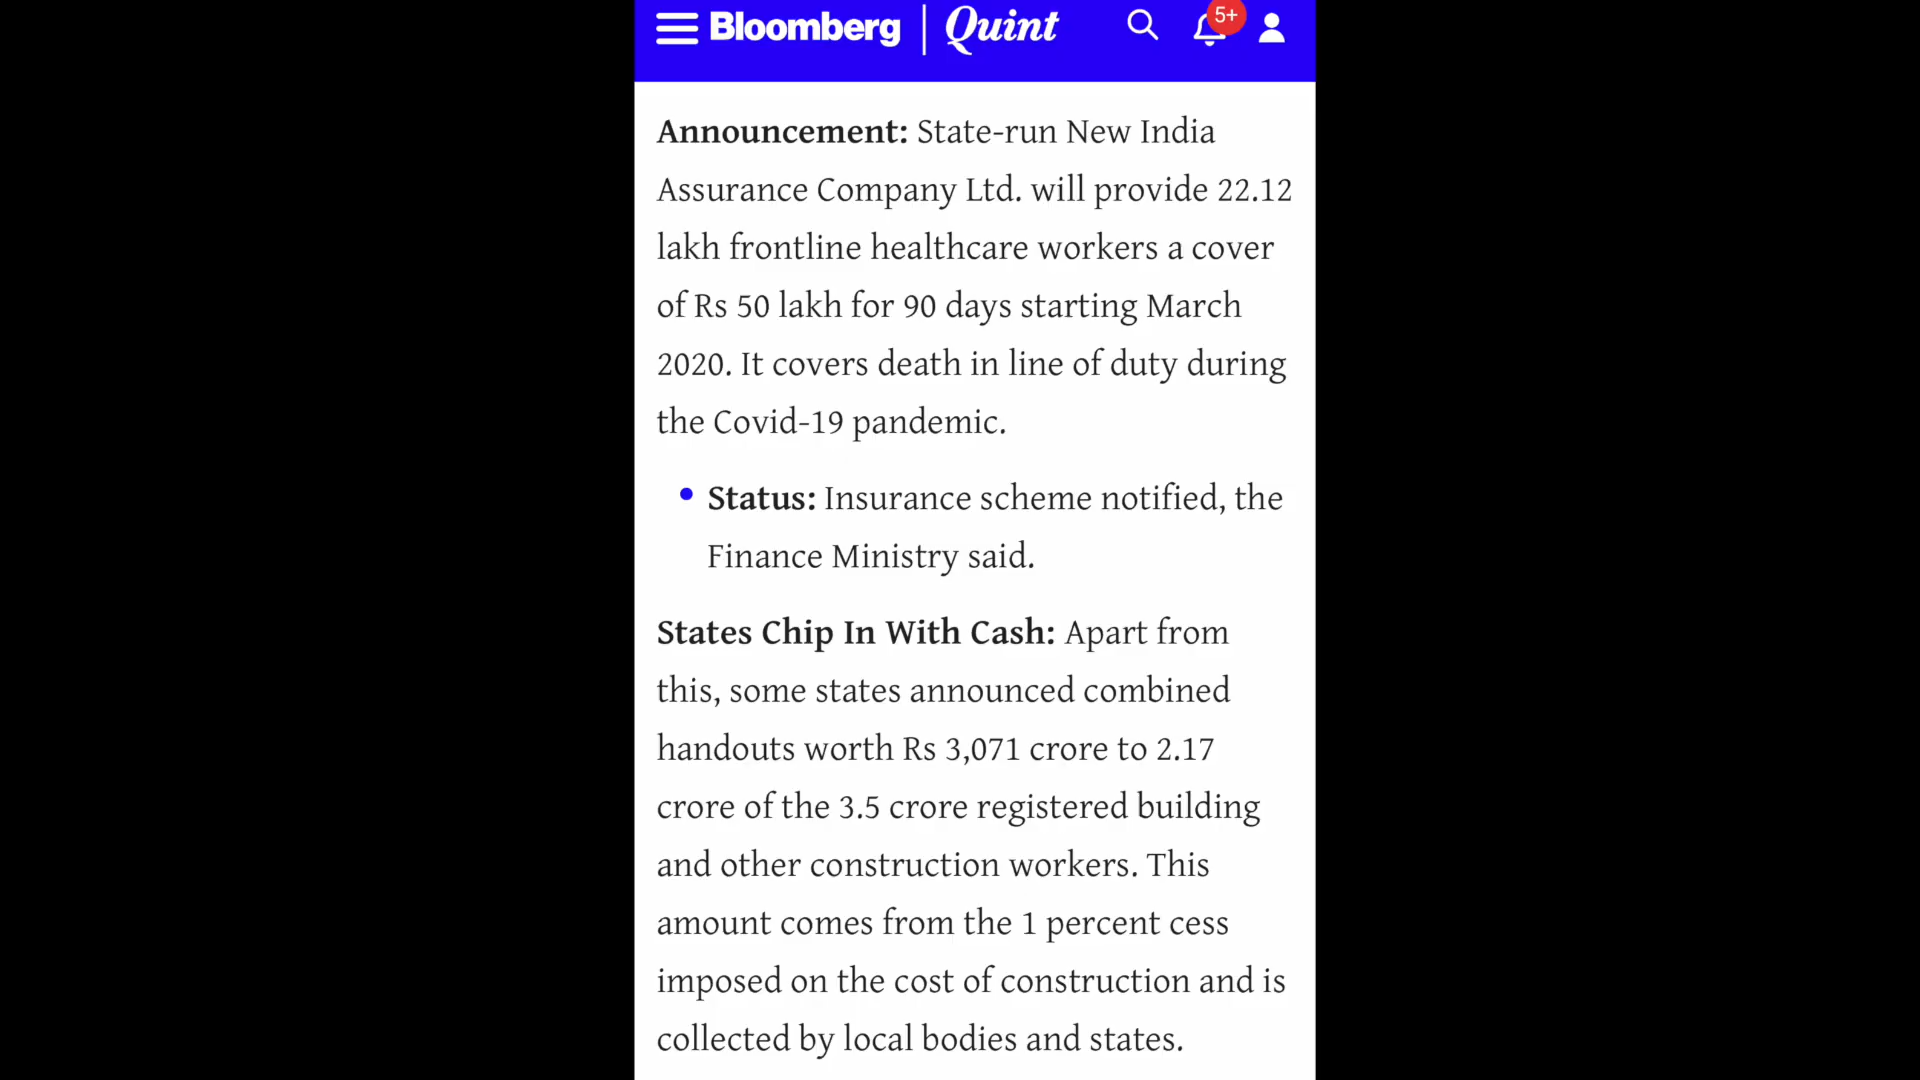 Bloomberg | Quint 5+
Announcement: State-run New India
Assurance Company Ltd. will provide 22.12
lakh frontline healthcare workers a cover
of Rs 50 lakh for 90 days starting March
2020. It covers death in line of duty during
the Covid-19 pandemic.
• Status: Insurance scheme notified, the
Finance Ministry said.
States Chip In With Cash: Apart from
this, some states announced combined
handouts worth Rs 3,071 crore to 2.17
crore of the 3.5 crore registered building
and other construction workers. This
amount comes from the 1 percent cess
imposed on the cost of construction and is
collected by local bodies and states.